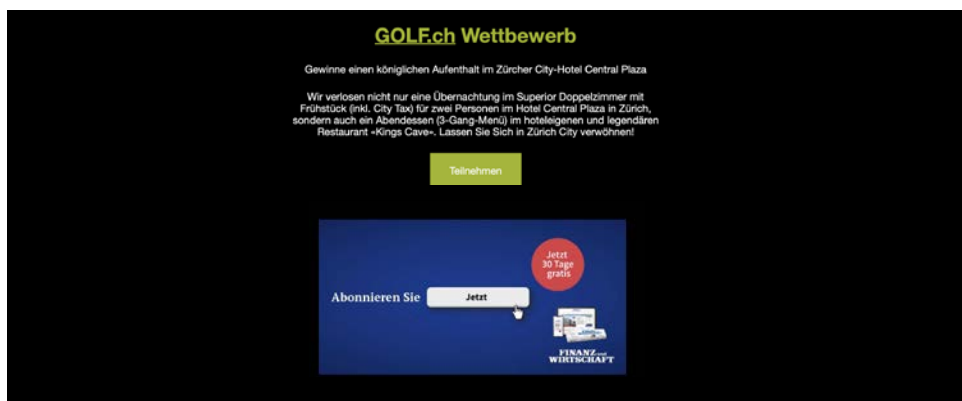 GOLF.ch Wettbewerb
Gewinne einen königlichen Aufenthalt im Zürcher City-Hotel Central Plaza
Wir verlosen nicht nur eine Übernachtung im Superior Doppelzimmer mit
Frühstück (inkl. City Tax) für zwei Personen im Hotel Central Plaza in Zürich,
sondern auch ein Abendessen (3-Gang-Menü) im hoteleigenen und legendären
Restaurant «Kings Cave». Lassen Sie Sich in Zürich City verwöhnen!
Teilnehmen
Jetzt
30 Tage
gratis
Abonnieren Sie
Jetzt
FINANZ und
WIRTSCHAFT